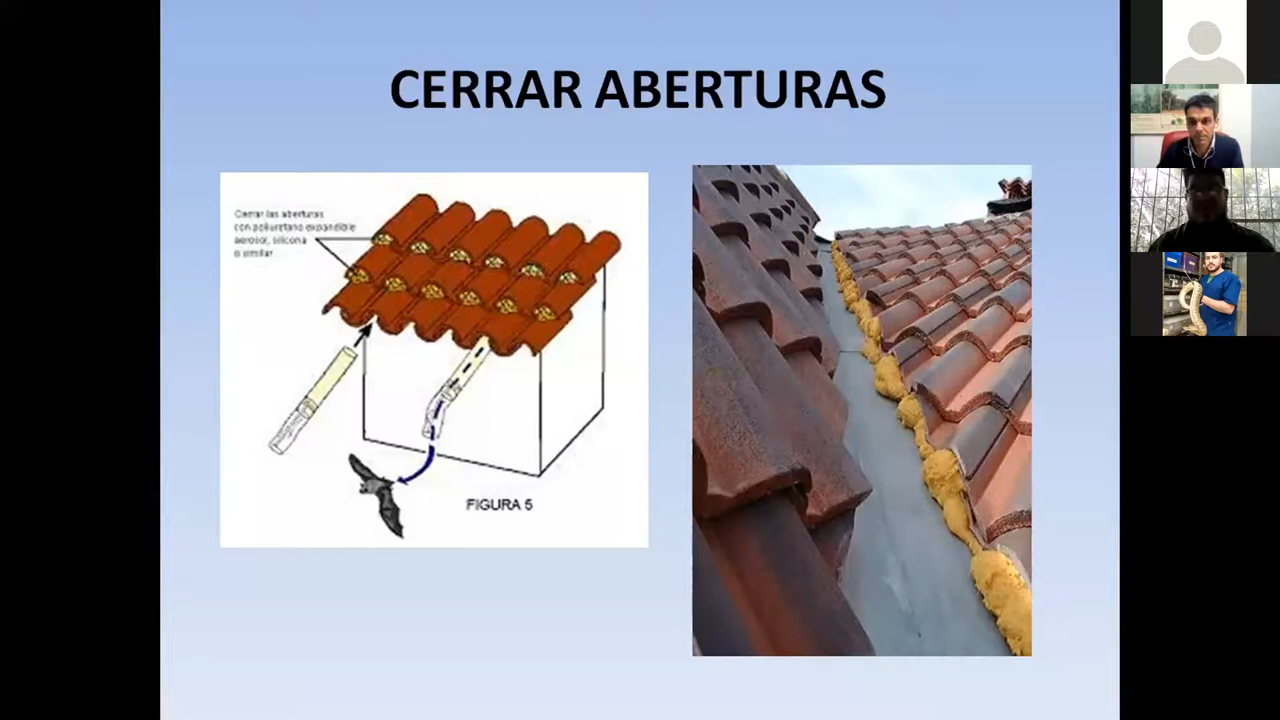 CERRAR ABERTURAS
Cerrar las aberturas
con poliuretano expandible
aerosol, silicona
o similar
FIGURA 5